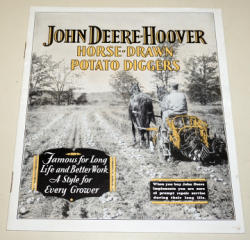 JOHN DEERE-HOOVER
HORSE-DRAWN
POTATO DIGGERS
Famous for Long
Life and Better Work
A Style for
Every Grower
When you buy John Deere
Implements you are sure
of prompt repair service
during their long life.